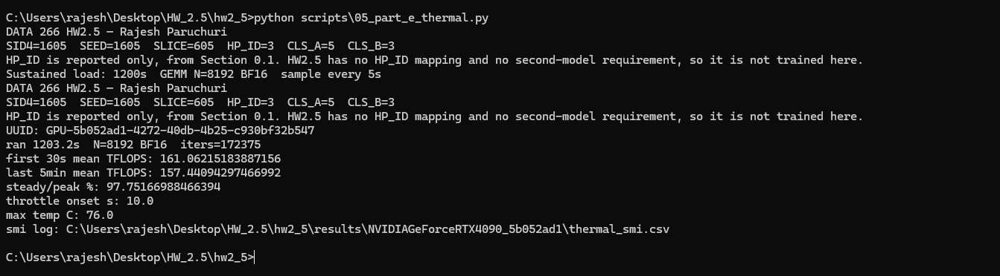 C:\Users\rajesh\Desktop\HW_2.5\hw2_5>python scripts\05_part_e_thermal.py
DATA 266 HW2.5 — Rajesh Paruchuri
SID4=1605  SEED=1605  SLICE=605  HP_ID=3  CLS_A=5  CLS_B=3
HP_ID is reported only, from Section 0.1. HW2.5 has no HP_ID mapping and no second-model requirement, so it is not trained here.
Sustained load: 1200s  GEMM N=8192 BF16  sample every 5s
DATA 266 HW2.5 — Rajesh Paruchuri
SID4=1605  SEED=1605  SLICE=605  HP_ID=3  CLS_A=5  CLS_B=3
HP_ID is reported only, from Section 0.1. HW2.5 has no HP_ID mapping and no second-model requirement, so it is not trained here.
UUID: GPU-5b052ad1-4272-40db-4b25-c930bf32b547
ran 1203.2s  N=8192 BF16  iters=172375
first 30s mean TFLOPS: 161.06215183887156
last 5min mean TFLOPS: 157.44094297466992
steady/peak %: 97.75166988466394
throttle onset s: 10.0
max temp C: 76.0
smi log: C:\Users\rajesh\Desktop\HW_2.5\hw2_5\results\NVIDIAGeForceRTX4090_5b052ad1\thermal_smi.csv
C:\Users\rajesh\Desktop\HW_2.5\hw2_5>